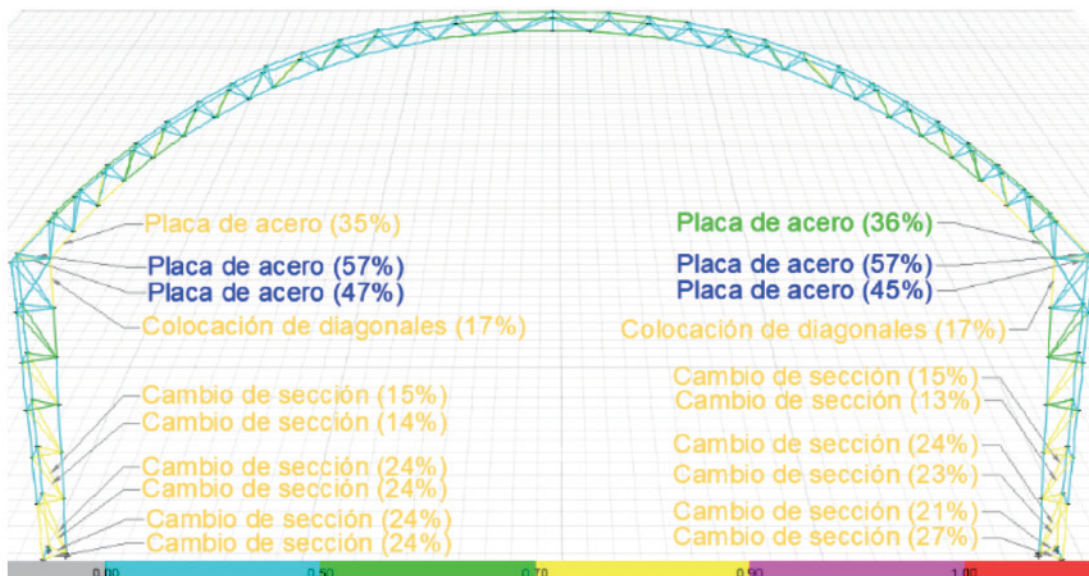 Placa de acero (35%)
Placa de acero (36%)
Placa de acero (57%)
Placa de acero (57%)
Placa de acero (47%)
Placa de acero (45%)
Colocación de diagonales (17%)
Colocación de diagonales (17%)
Cambio de sección (15%)
Cambio de sección (15%)
Cambio de sección (13%)
Cambio de sección (14%)
Cambio de sección (24%)
Cambio de sección (24%)
Cambio de sección (24%)
Cambio de sección (23%)
Cambio de sección (24%)
Cambio de sección (21%)
Cambio de sección (24%)
Cambio de sección (27%)
0.00 0.50 0.70 0.90 1.00